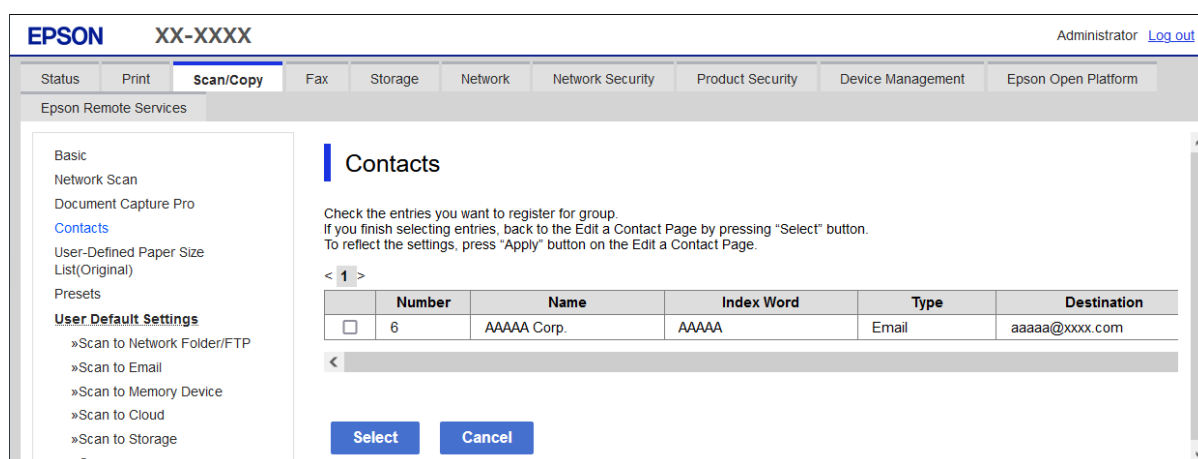 EPSON XX-XXXX Administrator Log out
Status Print Scan/Copy Fax Storage Network Network Security Product Security Device Management Epson Open Platform
Epson Remote Services
Basic
Network Scan
Document Capture Pro
Contacts
User-Defined Paper Size
List(Original)
Presets
User Default Settings
»Scan to Network Folder/FTP
»Scan to Email
»Scan to Memory Device
»Scan to Cloud
»Scan to Storage
Contacts
Check the entries you want to register for group.
If you finish selecting entries, back to the Edit a Contact Page by pressing “Select” button.
To reflect the settings, press “Apply” button on the Edit a Contact Page.
< 1 >
Number Name Index Word Type Destination
6 AAAAA Corp. AAAAA Email aaaaa@xxxx.com
Select Cancel